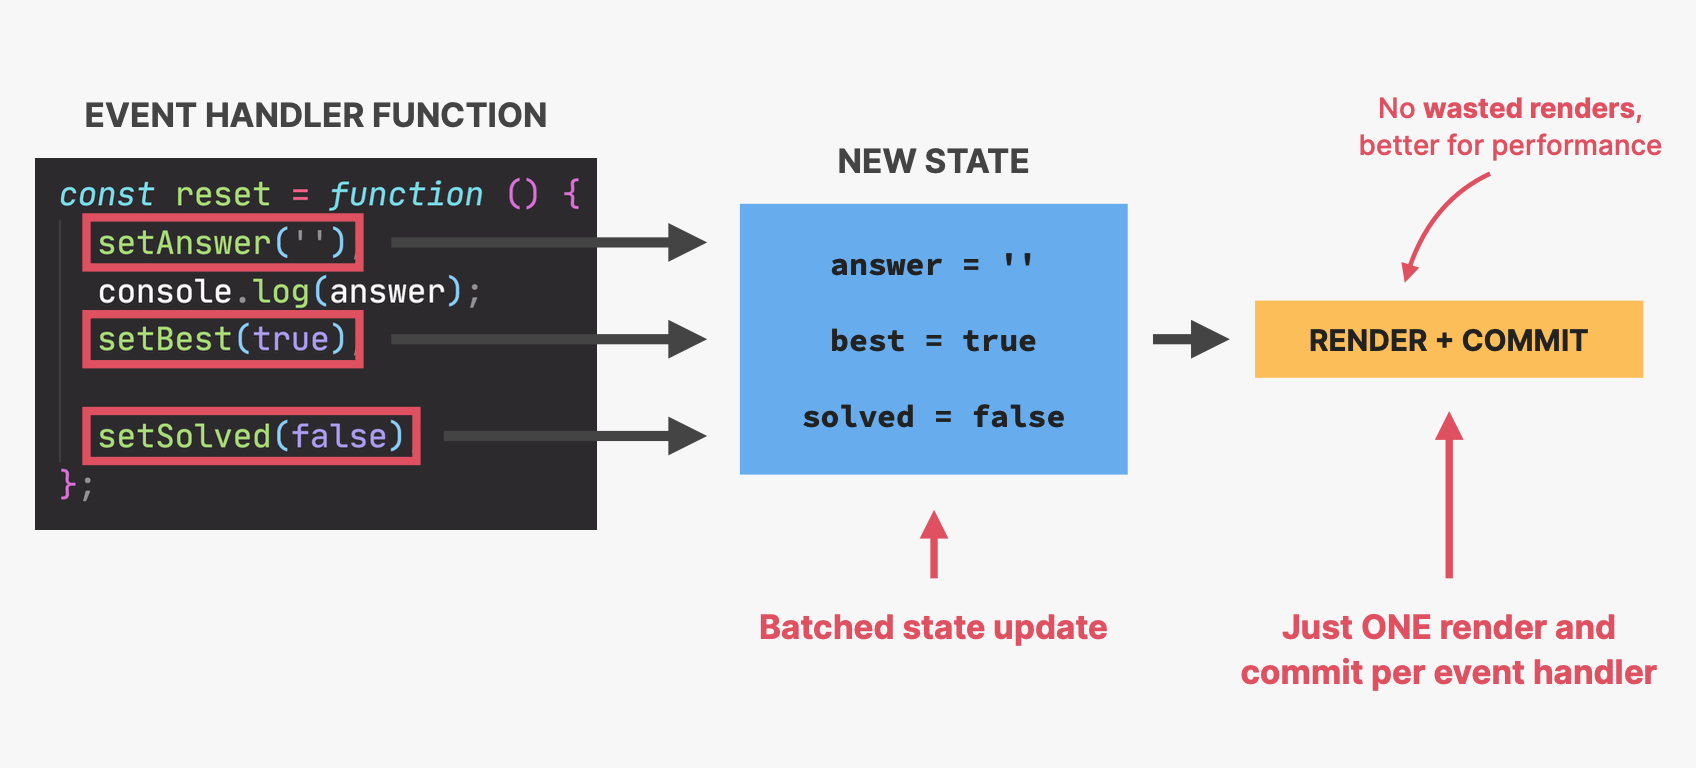 EVENT HANDLER FUNCTION
const reset = function () {
setAnswer('')
console.log(answer);
setBest(true)
setSolved(false)
};
NEW STATE
answer = ''
best = true
solved = false
Batched state update
No wasted renders,
better for performance
RENDER + COMMIT
Just ONE render and
commit per event handler